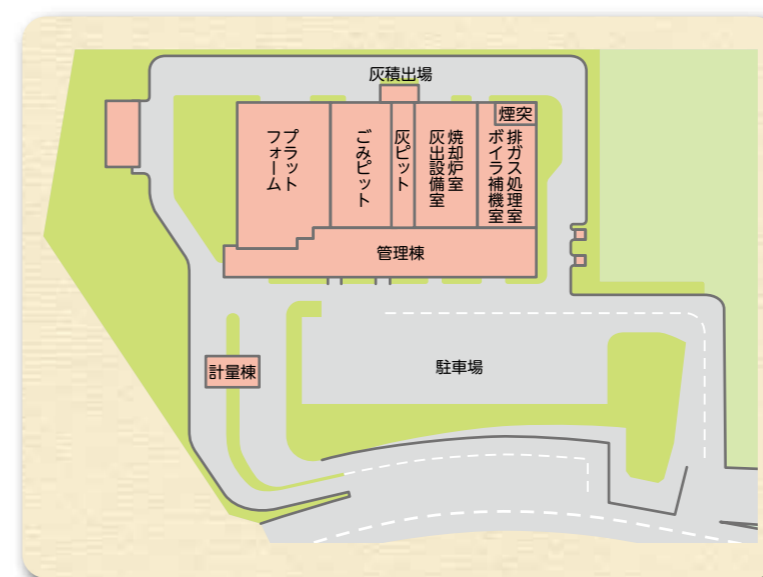 灰積出場
煙突
プラット
フォーム
ごみピット
灰ピット
焼却炉室
灰出設備室
排ガス処理室
ボイラ補機室
管理棟
計量棟
駐車場